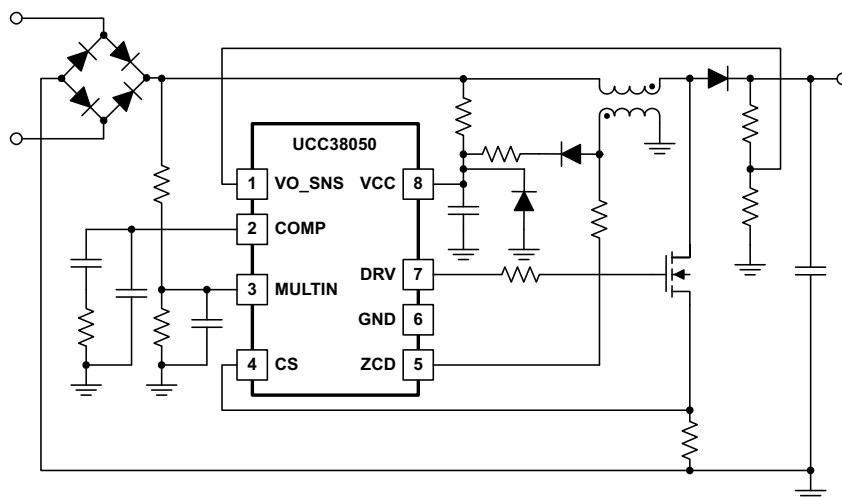 UCC38050
1 VO_SNS VCC 8
2 COMP
DRV 7
3 MULTIN
GND 6
4 CS ZCD 5